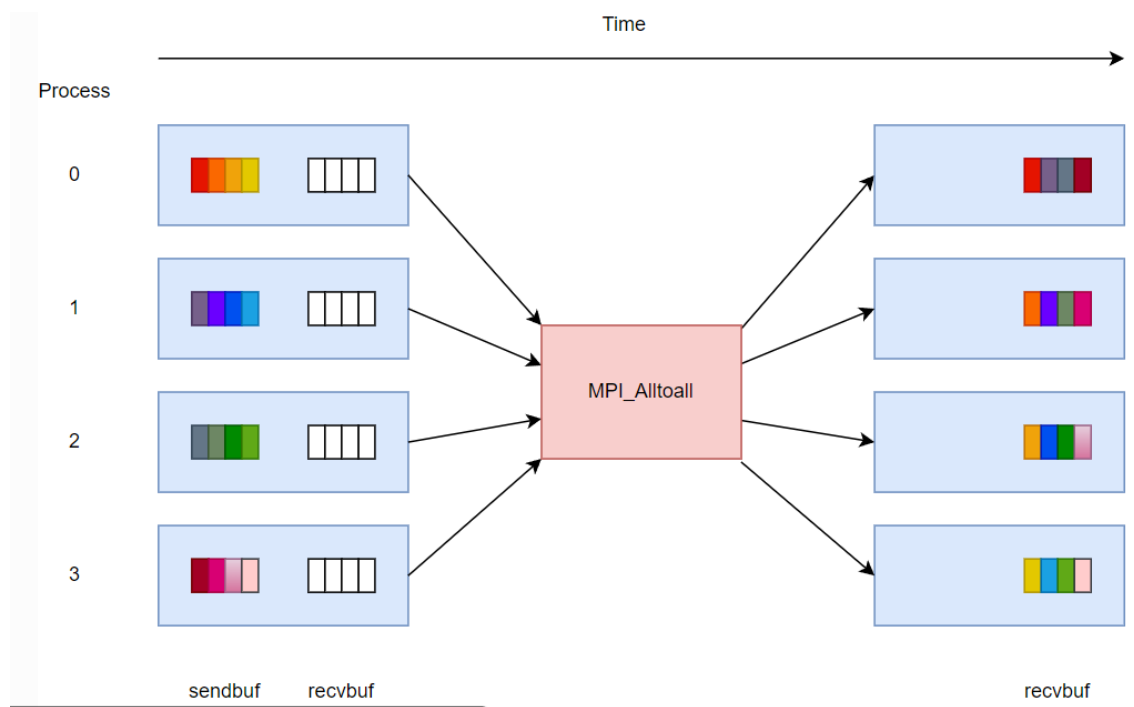 Time
Process
0
1
MPI_Alltoall
2
3
sendbuf recvbuf recvbuf